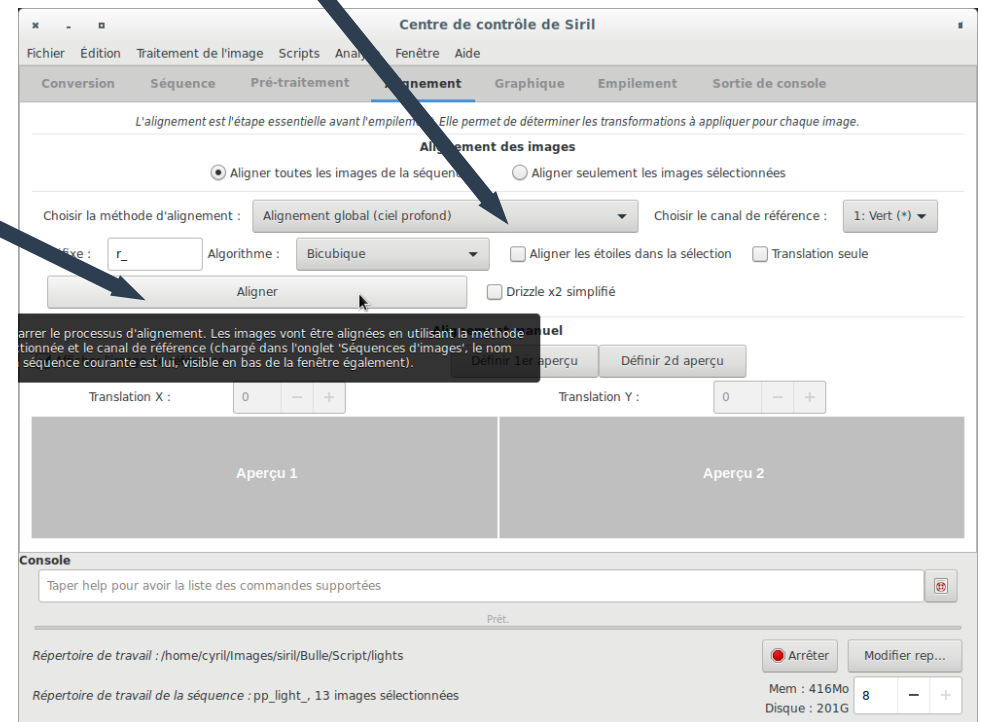 Centre de contrôle de Siril
Fichier Édition Traitement de l'image Scripts Fenêtre Aide
Conversion Séquence Pré-traitement Graphique Empilement Sortie de console
L'alignement est l'étape essentielle avant Elle permet de déterminer les transformations à appliquer pour chaque image.
des images
Aligner toutes les images de la Aligner seulement les images sélectionnées
Choisir la méthode d'alignement : Alignement global (ciel profond) Choisir le canal de référence : 1: Vert (*)
r_ Algorithme : Bicubique Aligner les étoiles dans la sélection Translation seule
Aligner Drizzle x2 simplifié
le processus d'alignement. Les images vont être alignées en utilisant la méthode
et le canal de référence (chargé dans l'onglet 'Séquences d'images', le nom
séquence courante est lui, visible en bas de la fenêtre également).
aperçu Définir 2d aperçu
Translation X : 0 − + Translation Y : 0 − +
Aperçu 1 Aperçu 2
Console
Taper help pour avoir la liste des commandes supportées
Prêt.
Répertoire de travail : /home/cyril/Images/siril/Bulle/Script/lights Arrêter Modifier rep...
Répertoire de travail de la séquence : pp_light_, 13 images sélectionnées Mem : 416Mo 8 − +
Disque : 201G